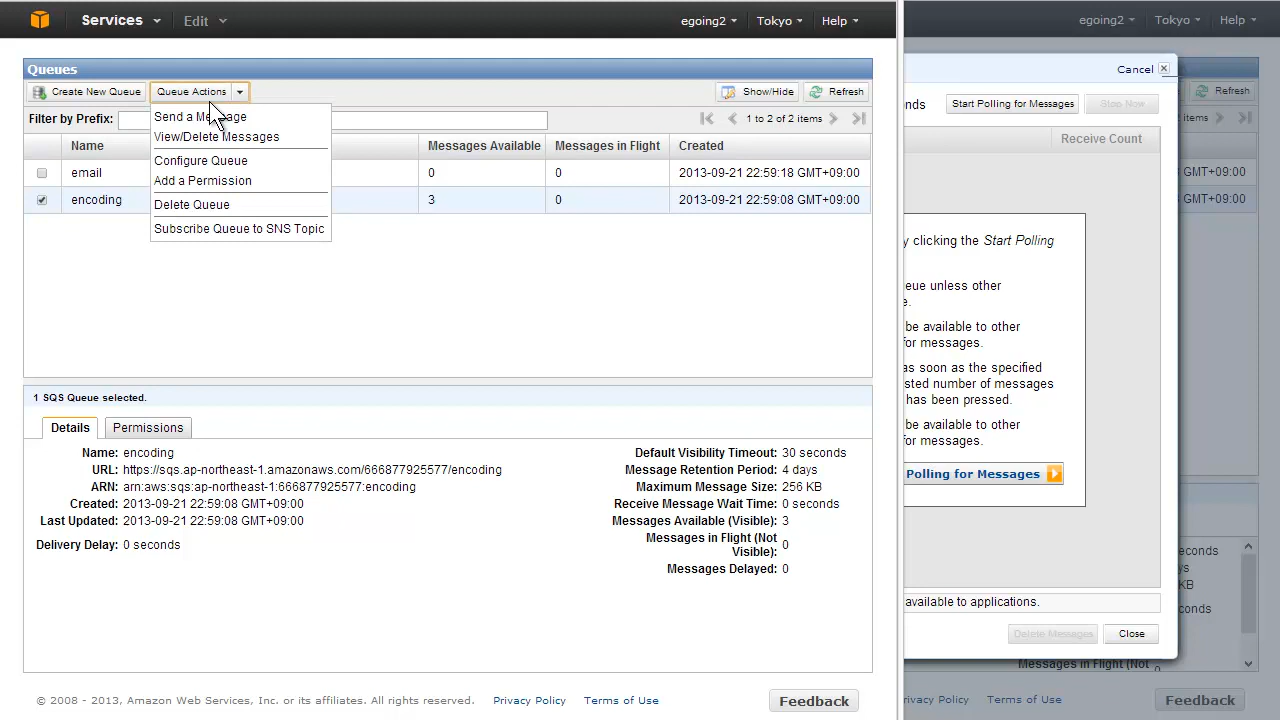 Services
Edit
egoing2
Tokyo
Help
Queues
Create New Queue
Queue Actions
Show/Hide
Refresh
Filter by Prefix:
1 to 2 of 2 items
Send a Message
View/Delete Messages
Configure Queue
Add a Permission
Delete Queue
Subscribe Queue to SNS Topic
Name
Messages Available
Messages in Flight
Created
email
0
0
2013-09-21 22:59:18 GMT+09:00
encoding
3
0
2013-09-21 22:59:08 GMT+09:00
1 SQS Queue selected.
Details
Permissions
Name: encoding
URL: https://sqs.ap-northeast-1.amazonaws.com/666877925577/encoding
ARN: arn:aws:sqs:ap-northeast-1:666877925577:encoding
Created: 2013-09-21 22:59:08 GMT+09:00
Last Updated: 2013-09-21 22:59:08 GMT+09:00
Delivery Delay: 0 seconds
Default Visibility Timeout: 30 seconds
Message Retention Period: 4 days
Maximum Message Size: 256 KB
Receive Message Wait Time: 0 seconds
Messages Available (Visible): 3
Messages in Flight (Not
Visible): 0
Messages Delayed: 0
© 2008 - 2013, Amazon Web Services, Inc. or its affiliates. All rights reserved.
Privacy Policy
Terms of Use
Feedback
egoing2
Tokyo
Help
Cancel
onds
Start Polling for Messages
Stop Now
Refresh
items
Receive Count
GMT+09:00
GMT+09:00
y clicking the Start Polling
eue unless other
e.
be available to other
for messages.
as soon as the specified
sted number of messages
has been pressed.
be available to other
for messages.
Polling for Messages
available to applications.
Delete Messages
Close
econds
ys
KB
conds
Messages in Flight (Not
rivacy Policy
Terms of Use
Feedback